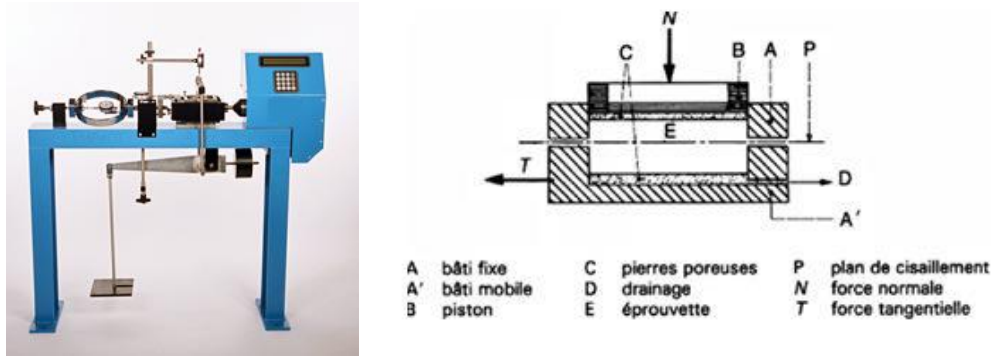 N
C B A P
E
T
D
A′
A bâti fixe C pierres poreuses P plan de cisaillement
A′ bâti mobile D drainage N force normale
B piston E éprouvette T force tangentielle